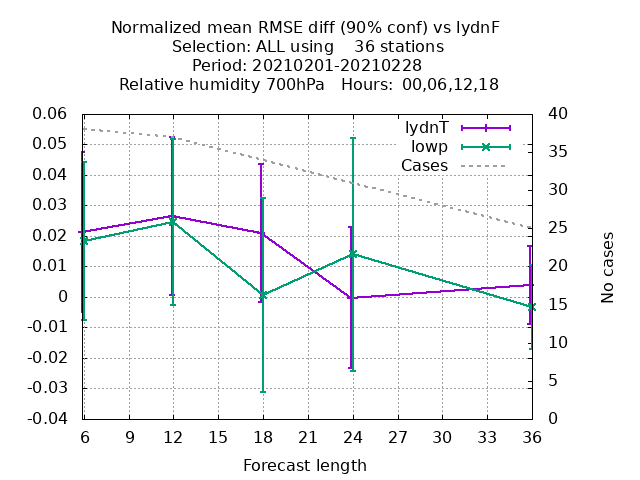 Normalized mean RMSE diff (90% conf) vs lydnF
Selection: ALL using    36 stations
Period: 20210201-20210228
Relative humidity 700hPa   Hours:  00,06,12,18
0.06
0.05
0.04
0.03
0.02
0.01
0
-0.01
-0.02
-0.03
-0.04
40
35
30
25
20
15
10
5
0
lydnT
lowp
Cases
No cases
6 9 12 15 18 21 24 27 30 33 36
Forecast length